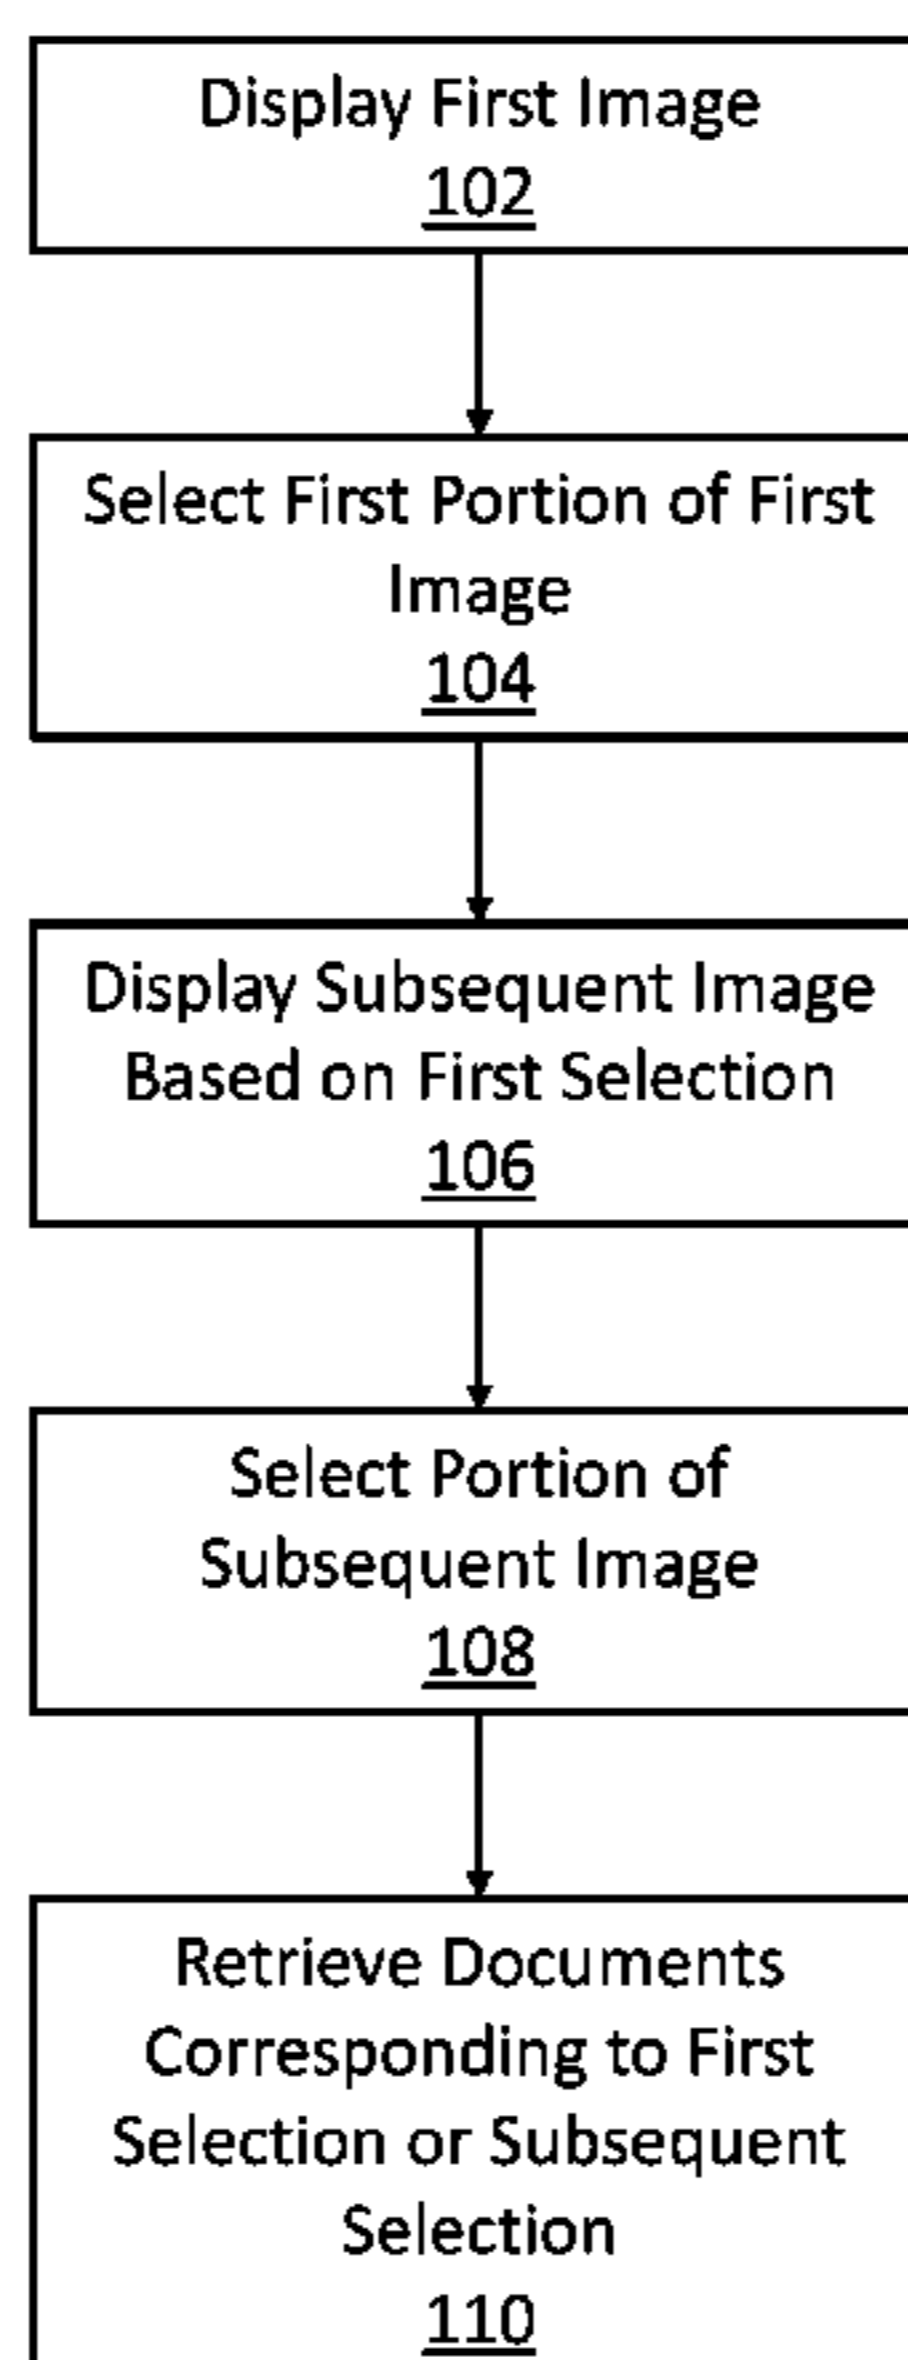 Display First Image
102
Select First Portion of First
Image
104
Display Subsequent Image
Based on First Selection
106
Select Portion of
Subsequent Image
108
Retrieve Documents
Corresponding to First
Selection or Subsequent
Selection
110